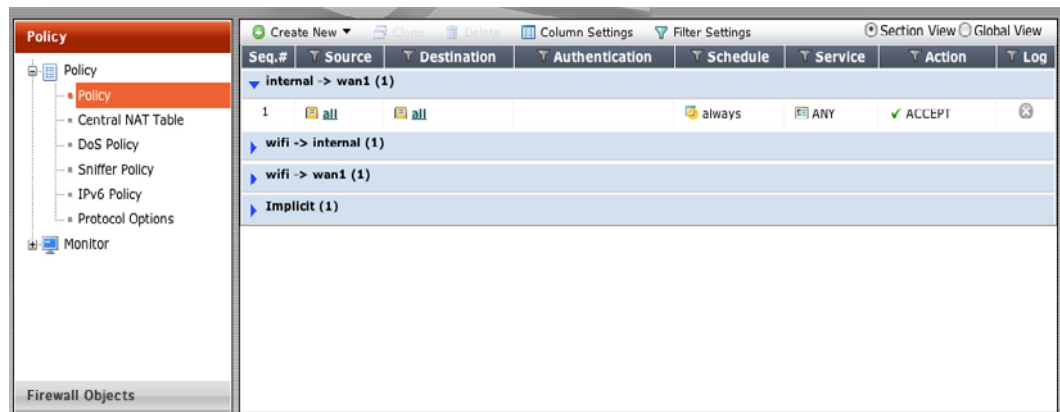 Policy
Policy
Policy
Central NAT Table
DoS Policy
Sniffer Policy
IPv6 Policy
Protocol Options
Monitor
Firewall Objects
Create New Clone Delete Column Settings Filter Settings Section View Global View
Seq.# Source Destination Authentication Schedule Service Action Log
internal -> wan1 (1)
1 all all always ANY ACCEPT
wifi -> internal (1)
wifi -> wan1 (1)
Implicit (1)